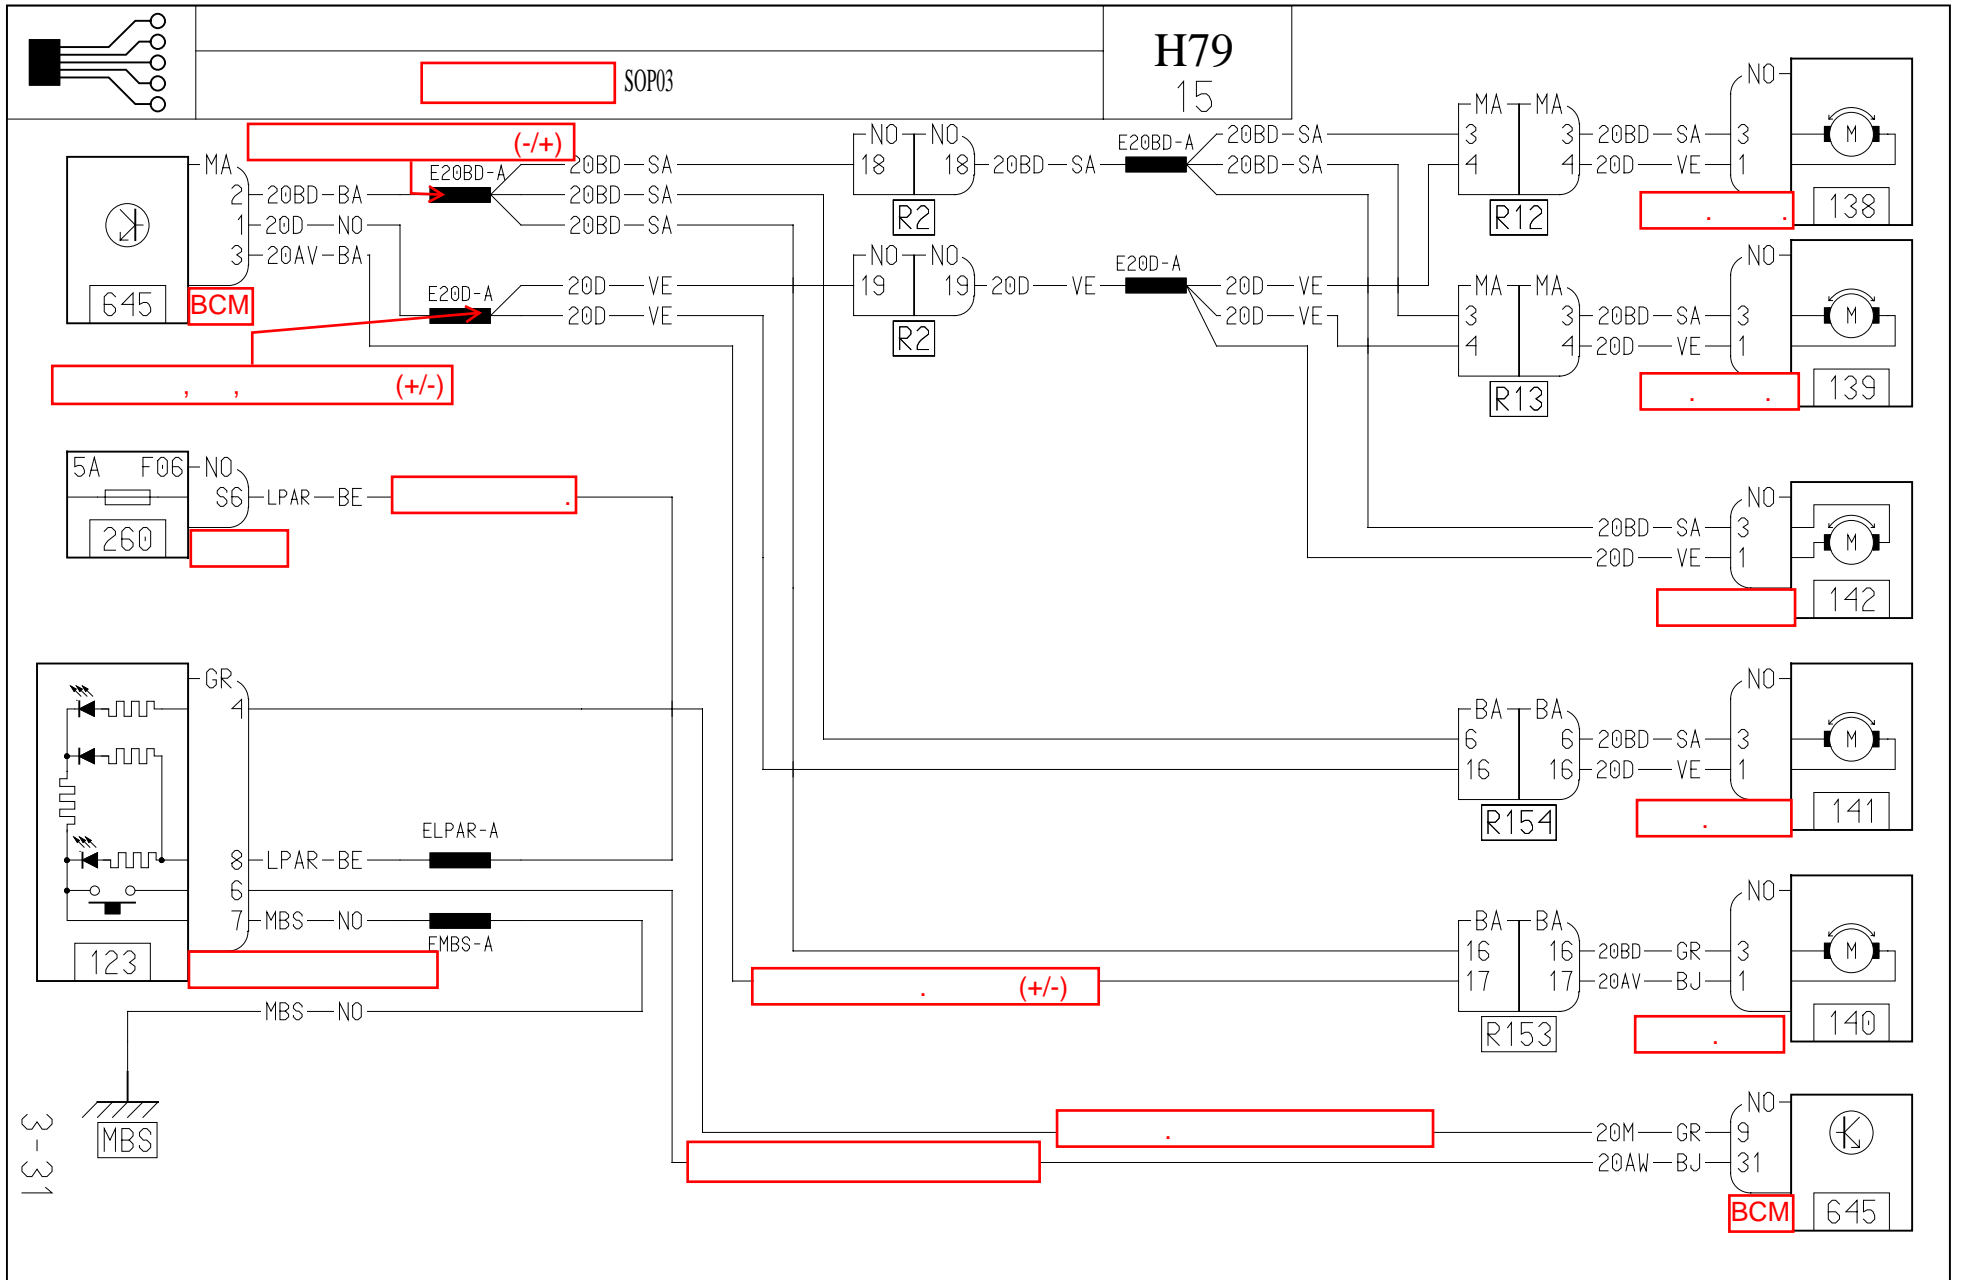 H79
15
SOP03
(-/+)
MA
2 20BD BA
1 20D NO
3 20AV BA
645
BCM
E20BD-A
20BD SA
20BD SA
20BD SA
E20D-A
20D VE
20D VE
(+/-)
, ,
NO NO
18 18
R2
20BD SA
E20BD-A
20BD SA
20BD SA
NO NO
19 19
R2
20D VE
E20D-A
20D VE
20D VE
MA MA
3 3
4 4
R12
20BD SA
20D VE
NO
3
1
M
138
. .
MA MA
3 3
4 4
R13
20BD SA
20D VE
NO
3
1
M
139
. .
5A F06
NO
S6
LPAR BE
.
260
20BD SA
20D VE
NO
3
1
M
142
GR
4
8 LPAR BE
ELPAR-A
6
7 MBS NO
EMBS-A
123
MBS NO
MBS
BA BA
6 6
16 16
R154
20BD SA
20D VE
NO
3
1
M
141
.
BA BA
16 16
17 17
R153
. (+/-)
20BD GR
20AV BJ
NO
3
1
M
140
.
.
20M GR
20AW BJ
NO
9
31
BCM
645
3-31